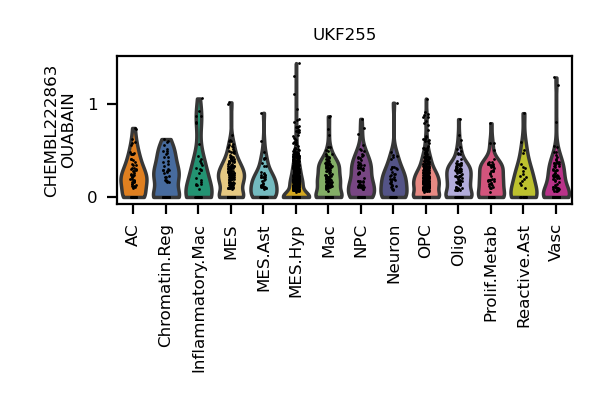 UKF255
CHEMBL222863
OUABAIN
1
0
AC
Chromatin.Reg
Inflammatory.Mac
MES
MES.Ast
MES.Hyp
Mac
NPC
Neuron
OPC
Oligo
Prolif.Metab
Reactive.Ast
Vasc